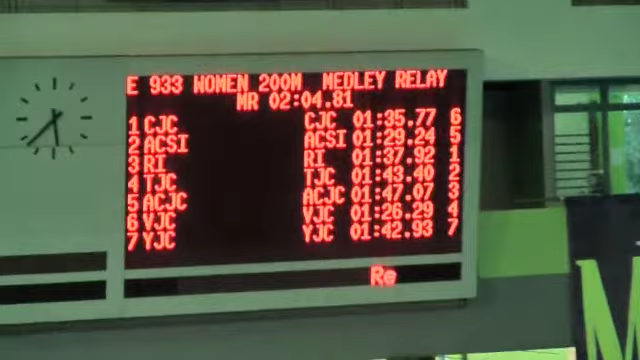 E 933 WOMEN 200M MEDLEY RELAY
MR 02:04.81
1 CJC CJC 01:35.77 6
2 ACSI ACSI 01:29.24 5
3 RI RI 01:37.92 1
4 TJC TJC 01:43.40 2
5 ACJC ACJC 01:47.07 3
6 VJC VJC 01:26.29 4
7 YJC YJC 01:42.93 7
Re
M